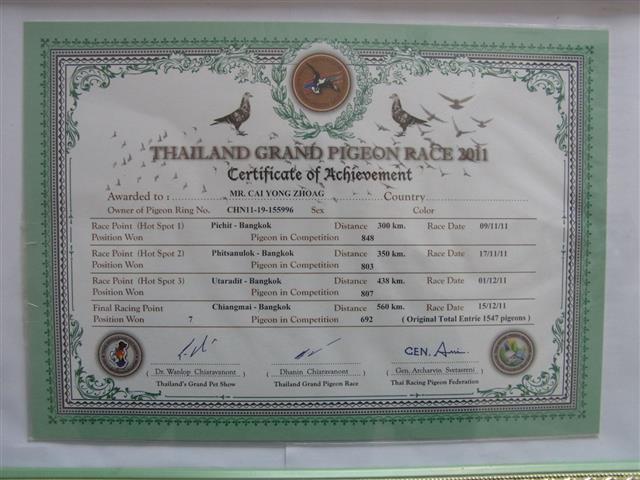 THAILAND GRAND PIGEON RACE 2011
Certificate of Achievement
Awarded to : MR. CAI YONG ZHOAG Country
Owner of Pigeon Ring No. CHN11-19-155996 Sex Color
Race Point (Hot Spot 1) Pichit - Bangkok Distance 300 km. Race Date 09/11/11
Position Won Pigeon in Competition 848
Race Point (Hot Spot 2) Phitsanulok - Bangkok Distance 350 km. Race Date 17/11/11
Position Won Pigeon in Competition 803
Race Point (Hot Spot 3) Utaradit - Bangkok Distance 438 km. Race Date 01/12/11
Position Won Pigeon in Competition 807
Final Racing Point Chiangmai - Bangkok Distance 560 km. Race Date 15/12/11
Position Won 7 Pigeon in Competition 692 ( Original Total Entrie 1547 pigeons )
GEN.
( Dr. Wanlop Chiaravanont ) ( Dhanin Chiaravanont ) ( Gen. Archarvin Svetasreni )
Thailand's Grand Pet Show Thailand Grand Pigeon Race Thai Racing Pigeon Federation